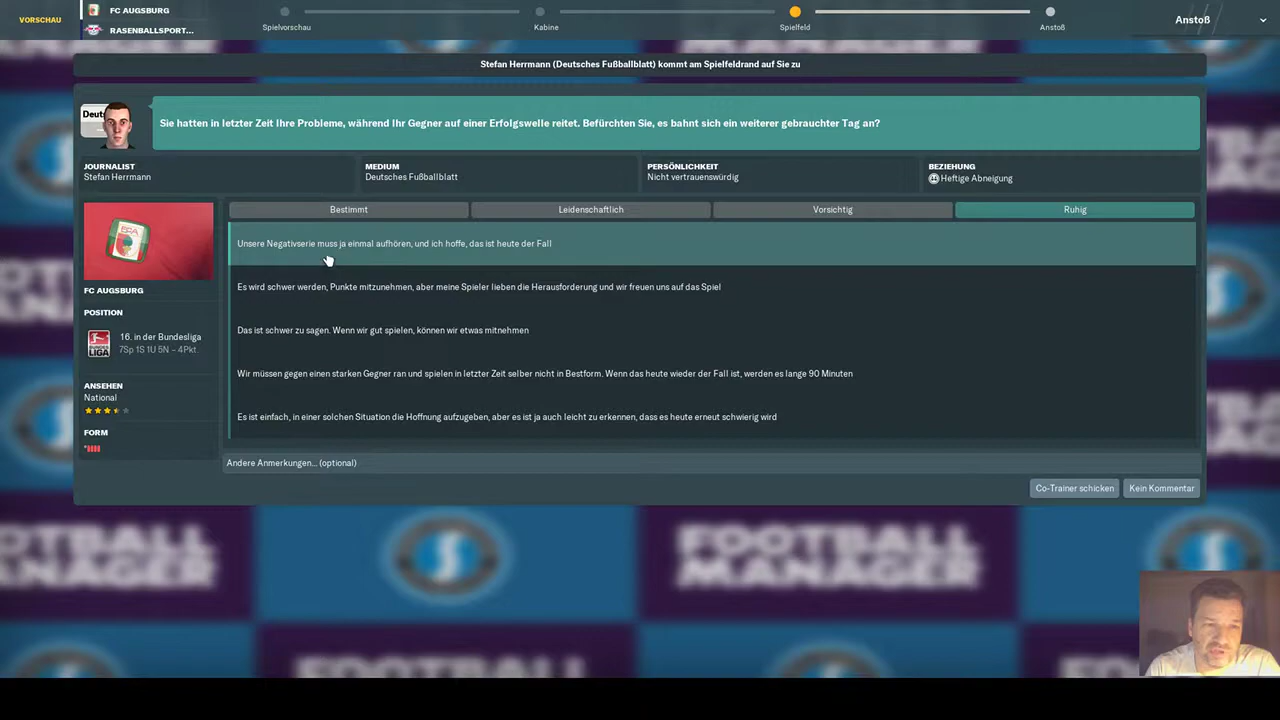 VORSCHAU
FC AUGSBURG
RASENBALLSPORT...
Spielvorschau
Kabine
Spielfeld
Anstoß
Anstoß
Stefan Herrmann (Deutsches Fußballblatt) kommt am Spielfeldrand auf Sie zu
Sie hatten in letzter Zeit Ihre Probleme, während Ihr Gegner auf einer Erfolgswelle reitet. Befürchten Sie, es bahnt sich ein weiterer gebrauchter Tag an?
JOURNALIST
Stefan Herrmann
MEDIUM
Deutsches Fußballblatt
PERSÖNLICHKEIT
Nicht vertrauenswürdig
BEZIEHUNG
Heftige Abneigung
Bestimmt
Leidenschaftlich
Vorsichtig
Ruhig
Unsere Negativserie muss ja einmal aufhören, und ich hoffe, das ist heute der Fall
Es wird schwer werden, Punkte mitzunehmen, aber meine Spieler lieben die Herausforderung und wir freuen uns auf das Spiel
Das ist schwer zu sagen. Wenn wir gut spielen, können wir etwas mitnehmen
Wir müssen gegen einen starken Gegner ran und spielen in letzter Zeit selber nicht in Bestform. Wenn das heute wieder der Fall ist, werden es lange 90 Minuten
Es ist einfach, in einer solchen Situation die Hoffnung aufzugeben, aber es ist ja auch leicht zu erkennen, dass es heute erneut schwierig wird
FC AUGSBURG
POSITION
16. in der Bundesliga
7Sp 1S 1U 5N – 4Pkt.
ANSEHEN
National
FORM
Andere Anmerkungen... (optional)
Co-Trainer schicken
Kein Kommentar
FOOTBALL
MANAGER